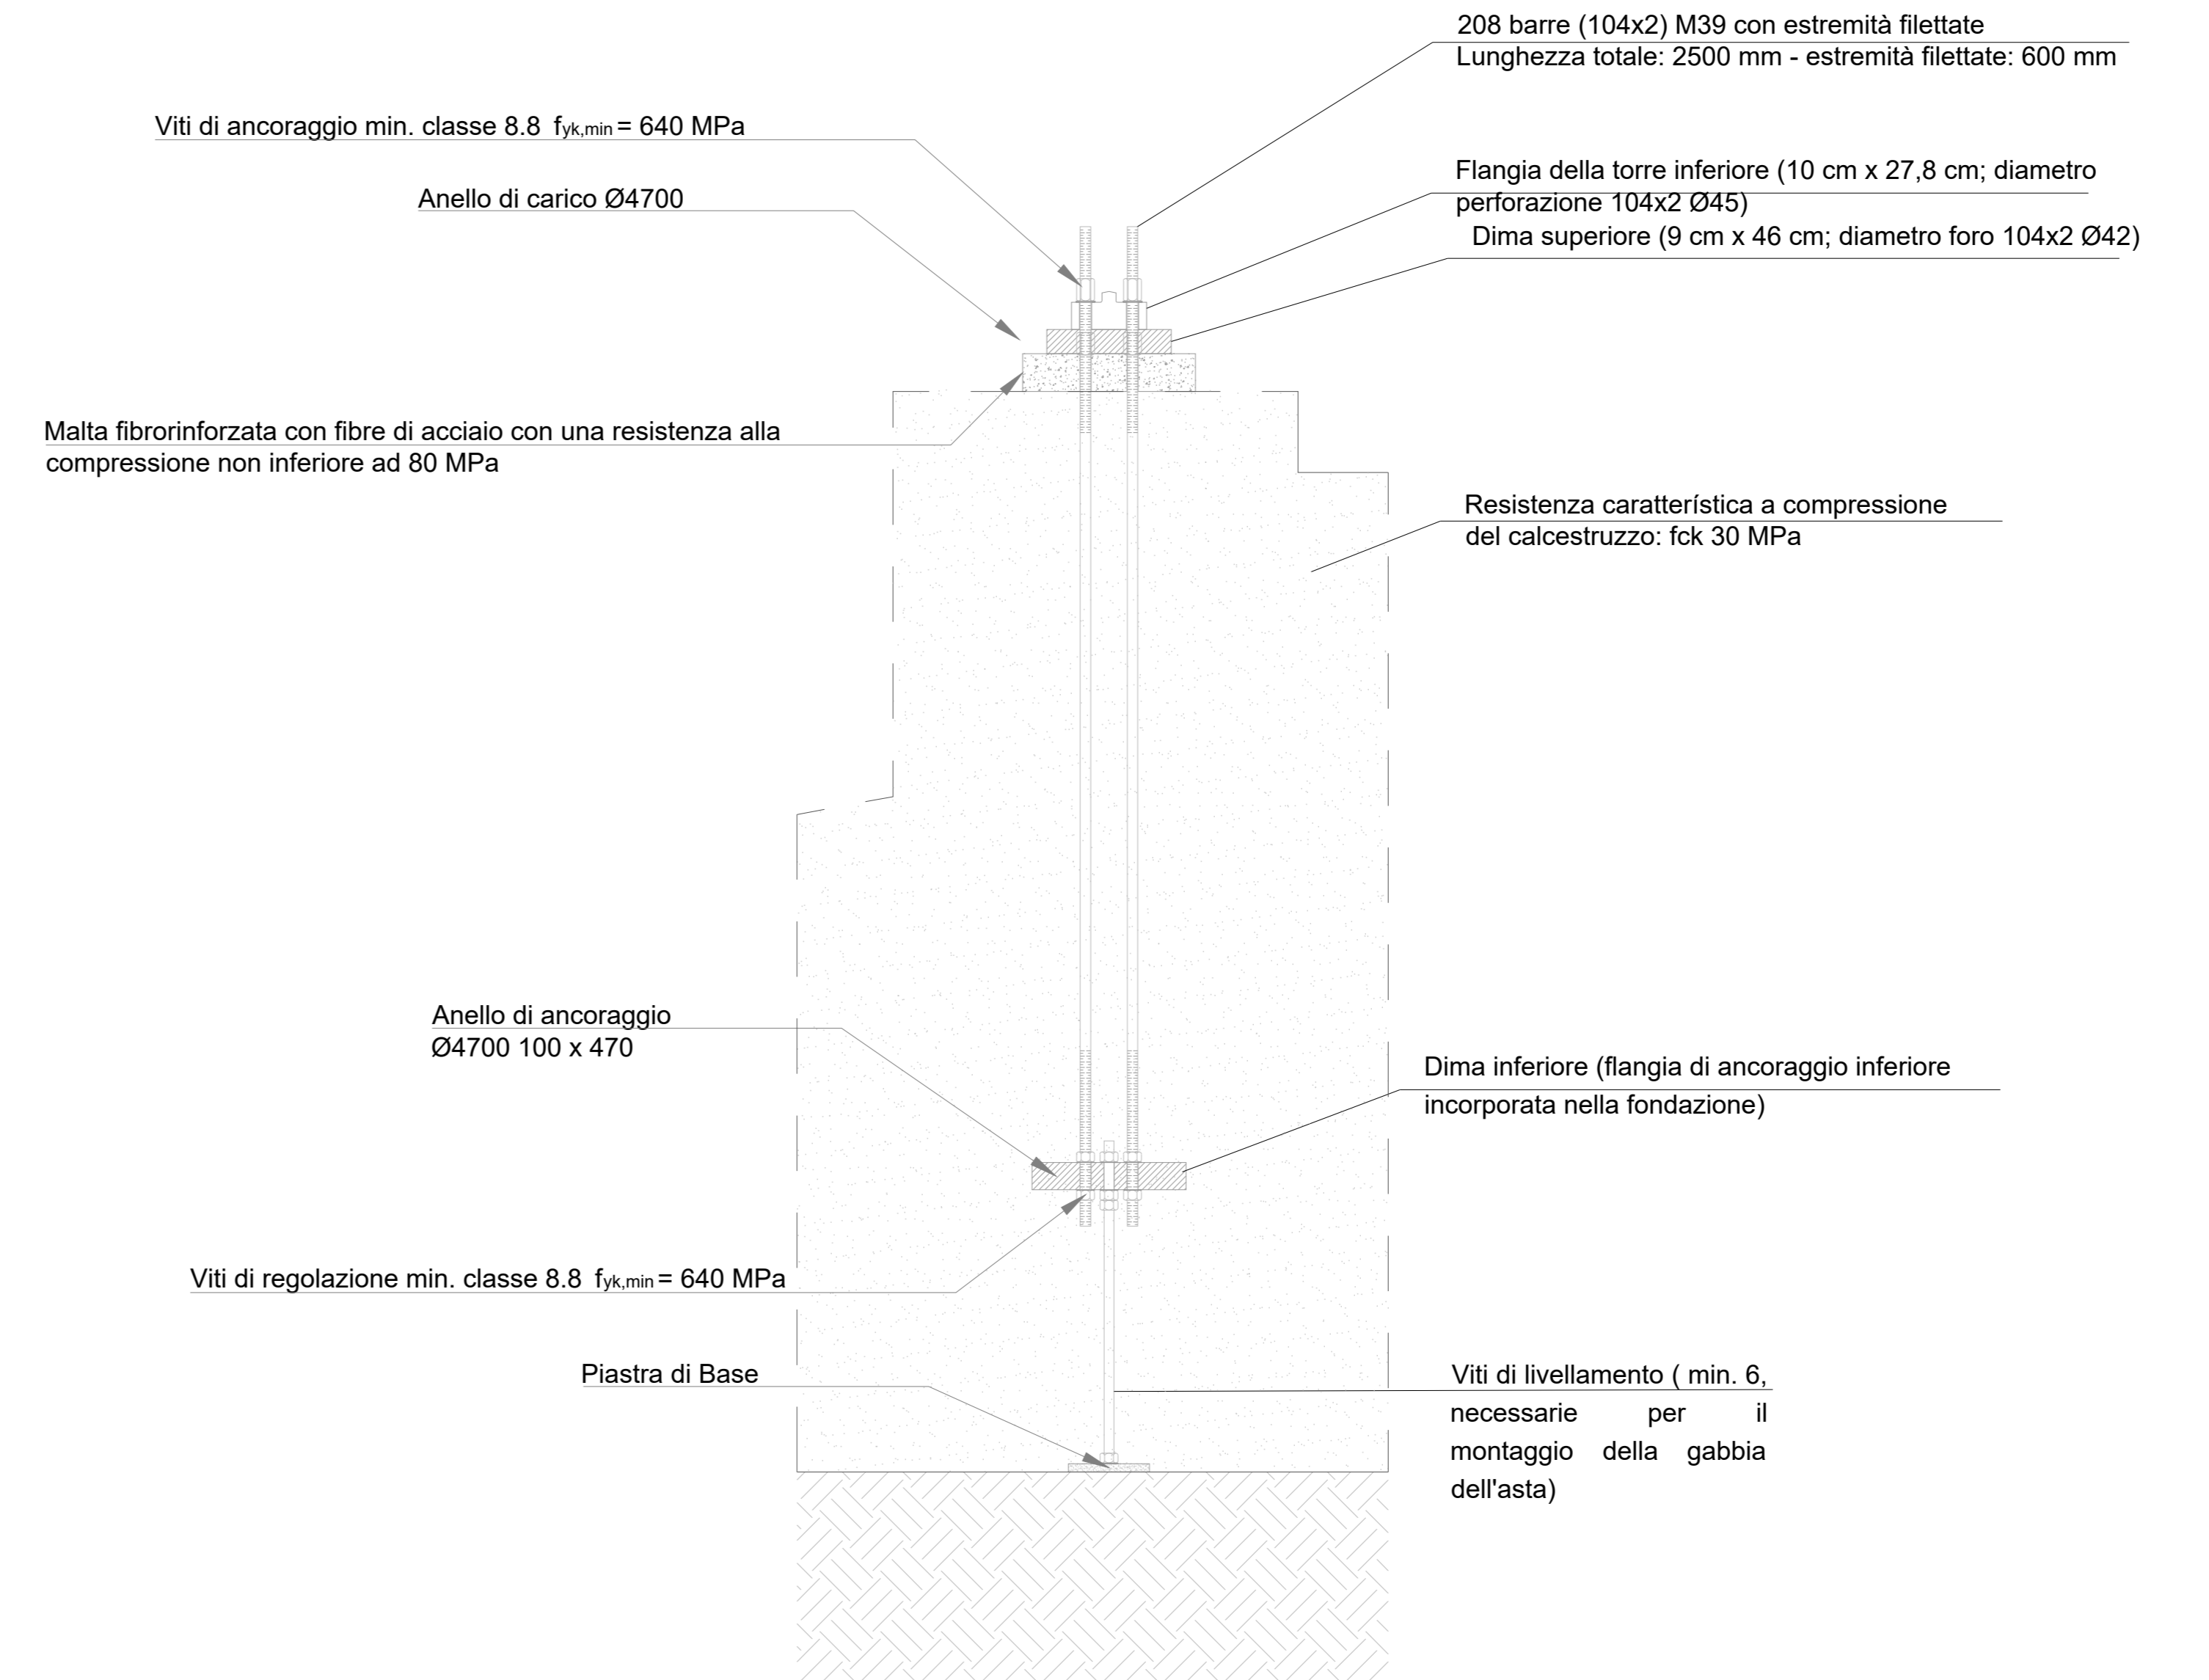 208 barre (104x2) M39 con estremità filettate
Lunghezza totale: 2500 mm - estremità filettate: 600 mm
Viti di ancoraggio min. classe 8.8 fyk,min = 640 MPa
Anello di carico Ø4700
Flangia della torre inferiore (10 cm x 27,8 cm; diametro
perforazione 104x2 Ø45)
Dima superiore (9 cm x 46 cm; diametro foro 104x2 Ø42)
Malta fibrorinforzata con fibre di acciaio con una resistenza alla
compressione non inferiore ad 80 MPa
Resistenza caratterística a compressione
del calcestruzzo: fck 30 MPa
Anello di ancoraggio
Ø4700 100 x 470
Dima inferiore (flangia di ancoraggio inferiore
incorporata nella fondazione)
Viti di regolazione min. classe 8.8 fyk,min = 640 MPa
Piastra di Base
Viti di livellamento ( min. 6,
necessarie per il
montaggio della gabbia
dell'asta)